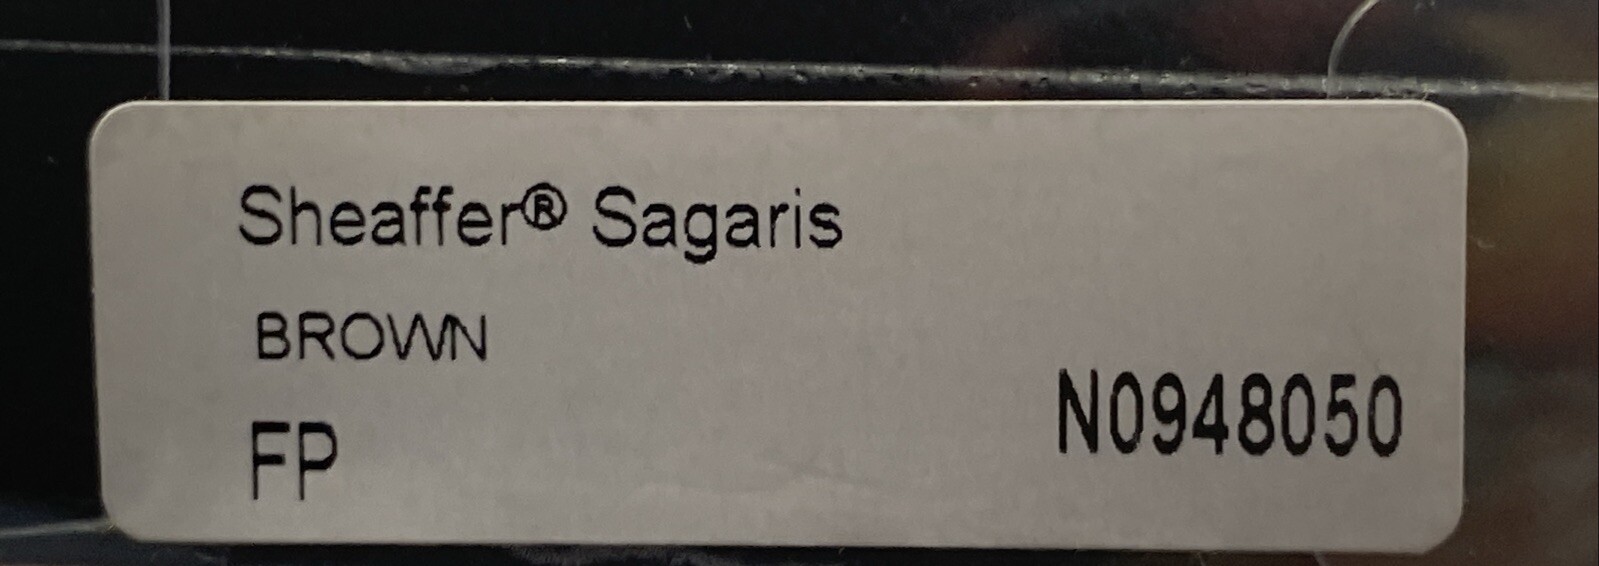 Sheaffer® Sagaris
BROWN
FP
N0948050